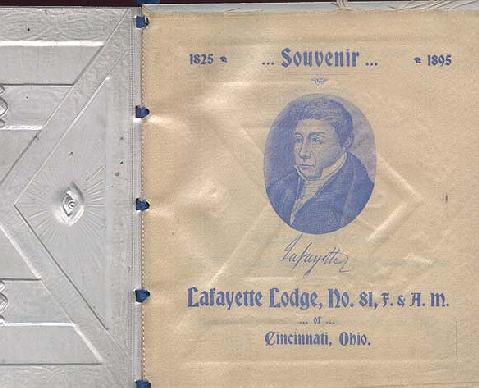 1825 ... Souvenir ... 1895
Lafayette
Lafayette Lodge, No. 81, F. & A. M.
... of ...
Cincinnati, Ohio.